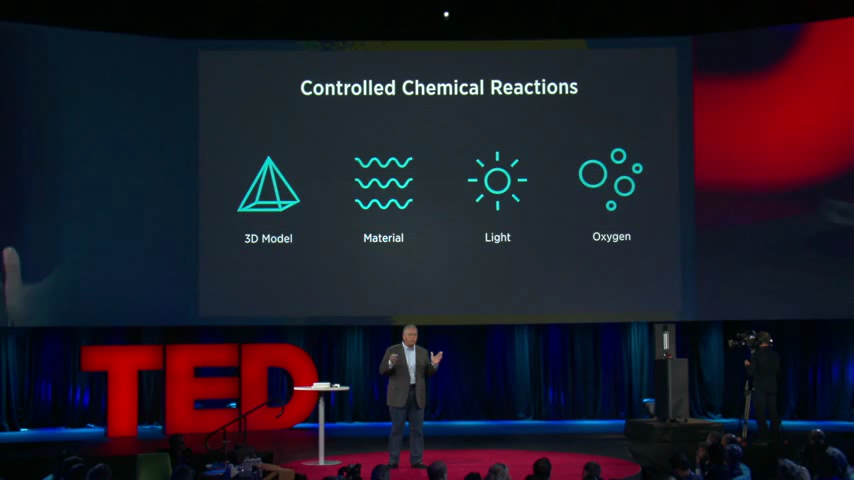 Controlled Chemical Reactions
3D Model
Material
Light
Oxygen
TED